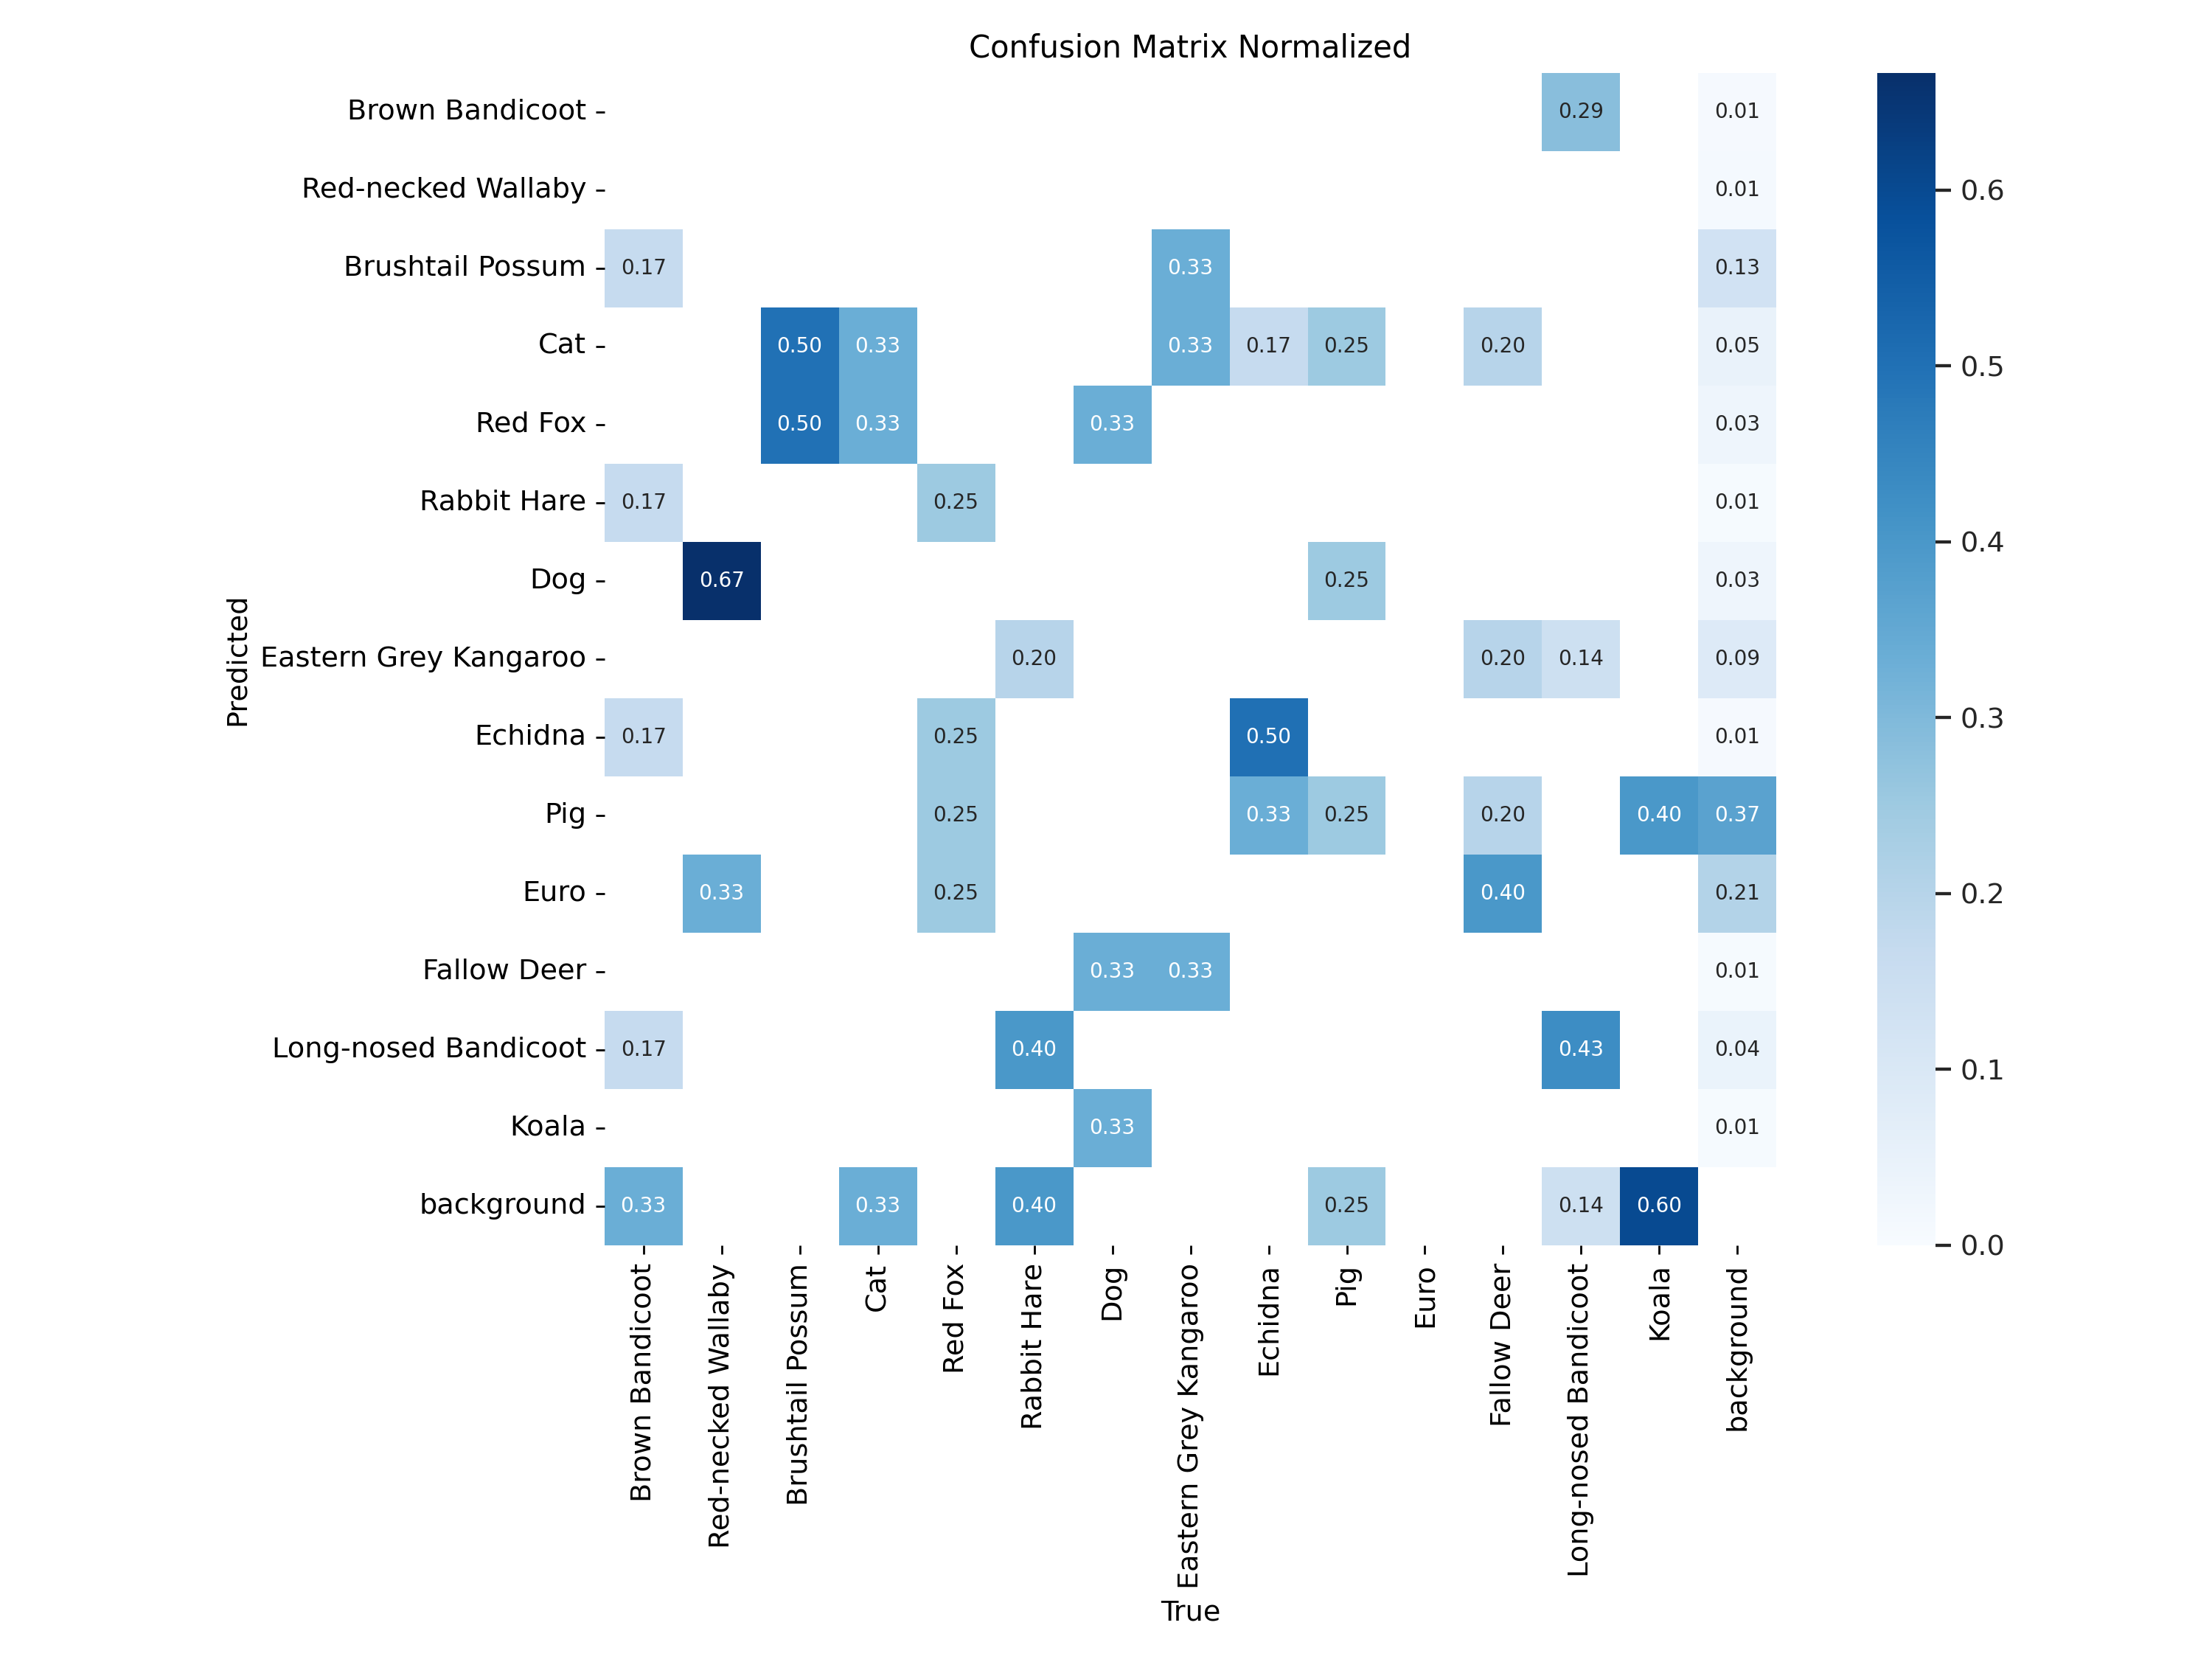 Confusion Matrix Normalized
Brown Bandicoot 0.29 0.01
Red-necked Wallaby 0.01
Brushtail Possum 0.17 0.33 0.13
Cat 0.50 0.33 0.33 0.17 0.25 0.20 0.05
Red Fox 0.50 0.33 0.33 0.03
Rabbit Hare 0.17 0.25 0.01
Dog 0.67 0.25 0.03
Eastern Grey Kangaroo 0.20 0.20 0.14 0.09
Echidna 0.17 0.25 0.50 0.01
Pig 0.25 0.33 0.25 0.20 0.40 0.37
Euro 0.33 0.25 0.40 0.21
Fallow Deer 0.33 0.33 0.01
Long-nosed Bandicoot 0.17 0.40 0.43 0.04
Koala 0.33 0.01
background 0.33 0.33 0.40 0.25 0.14 0.60
Predicted
Brown Bandicoot
Red-necked Wallaby
Brushtail Possum
Cat
Red Fox
Rabbit Hare
Dog
Eastern Grey Kangaroo
Echidna
Pig
Euro
Fallow Deer
Long-nosed Bandicoot
Koala
background
True
0.6
0.5
0.4
0.3
0.2
0.1
0.0